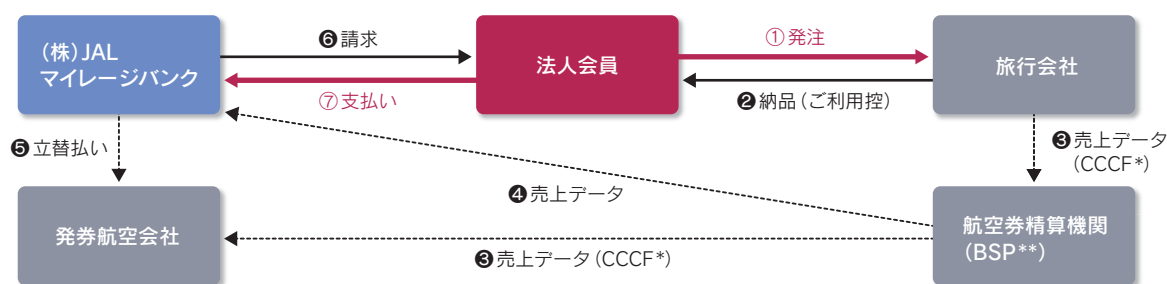 (株)JAL
マイレージバンク
❻請求
⑦支払い
法人会員
①発注
❷納品(ご利用控)
旅行会社
❺立替払い
❸売上データ
(CCCF*)
❹売上データ
発券航空会社
❸売上データ(CCCF*)
航空券精算機関
(BSP**)